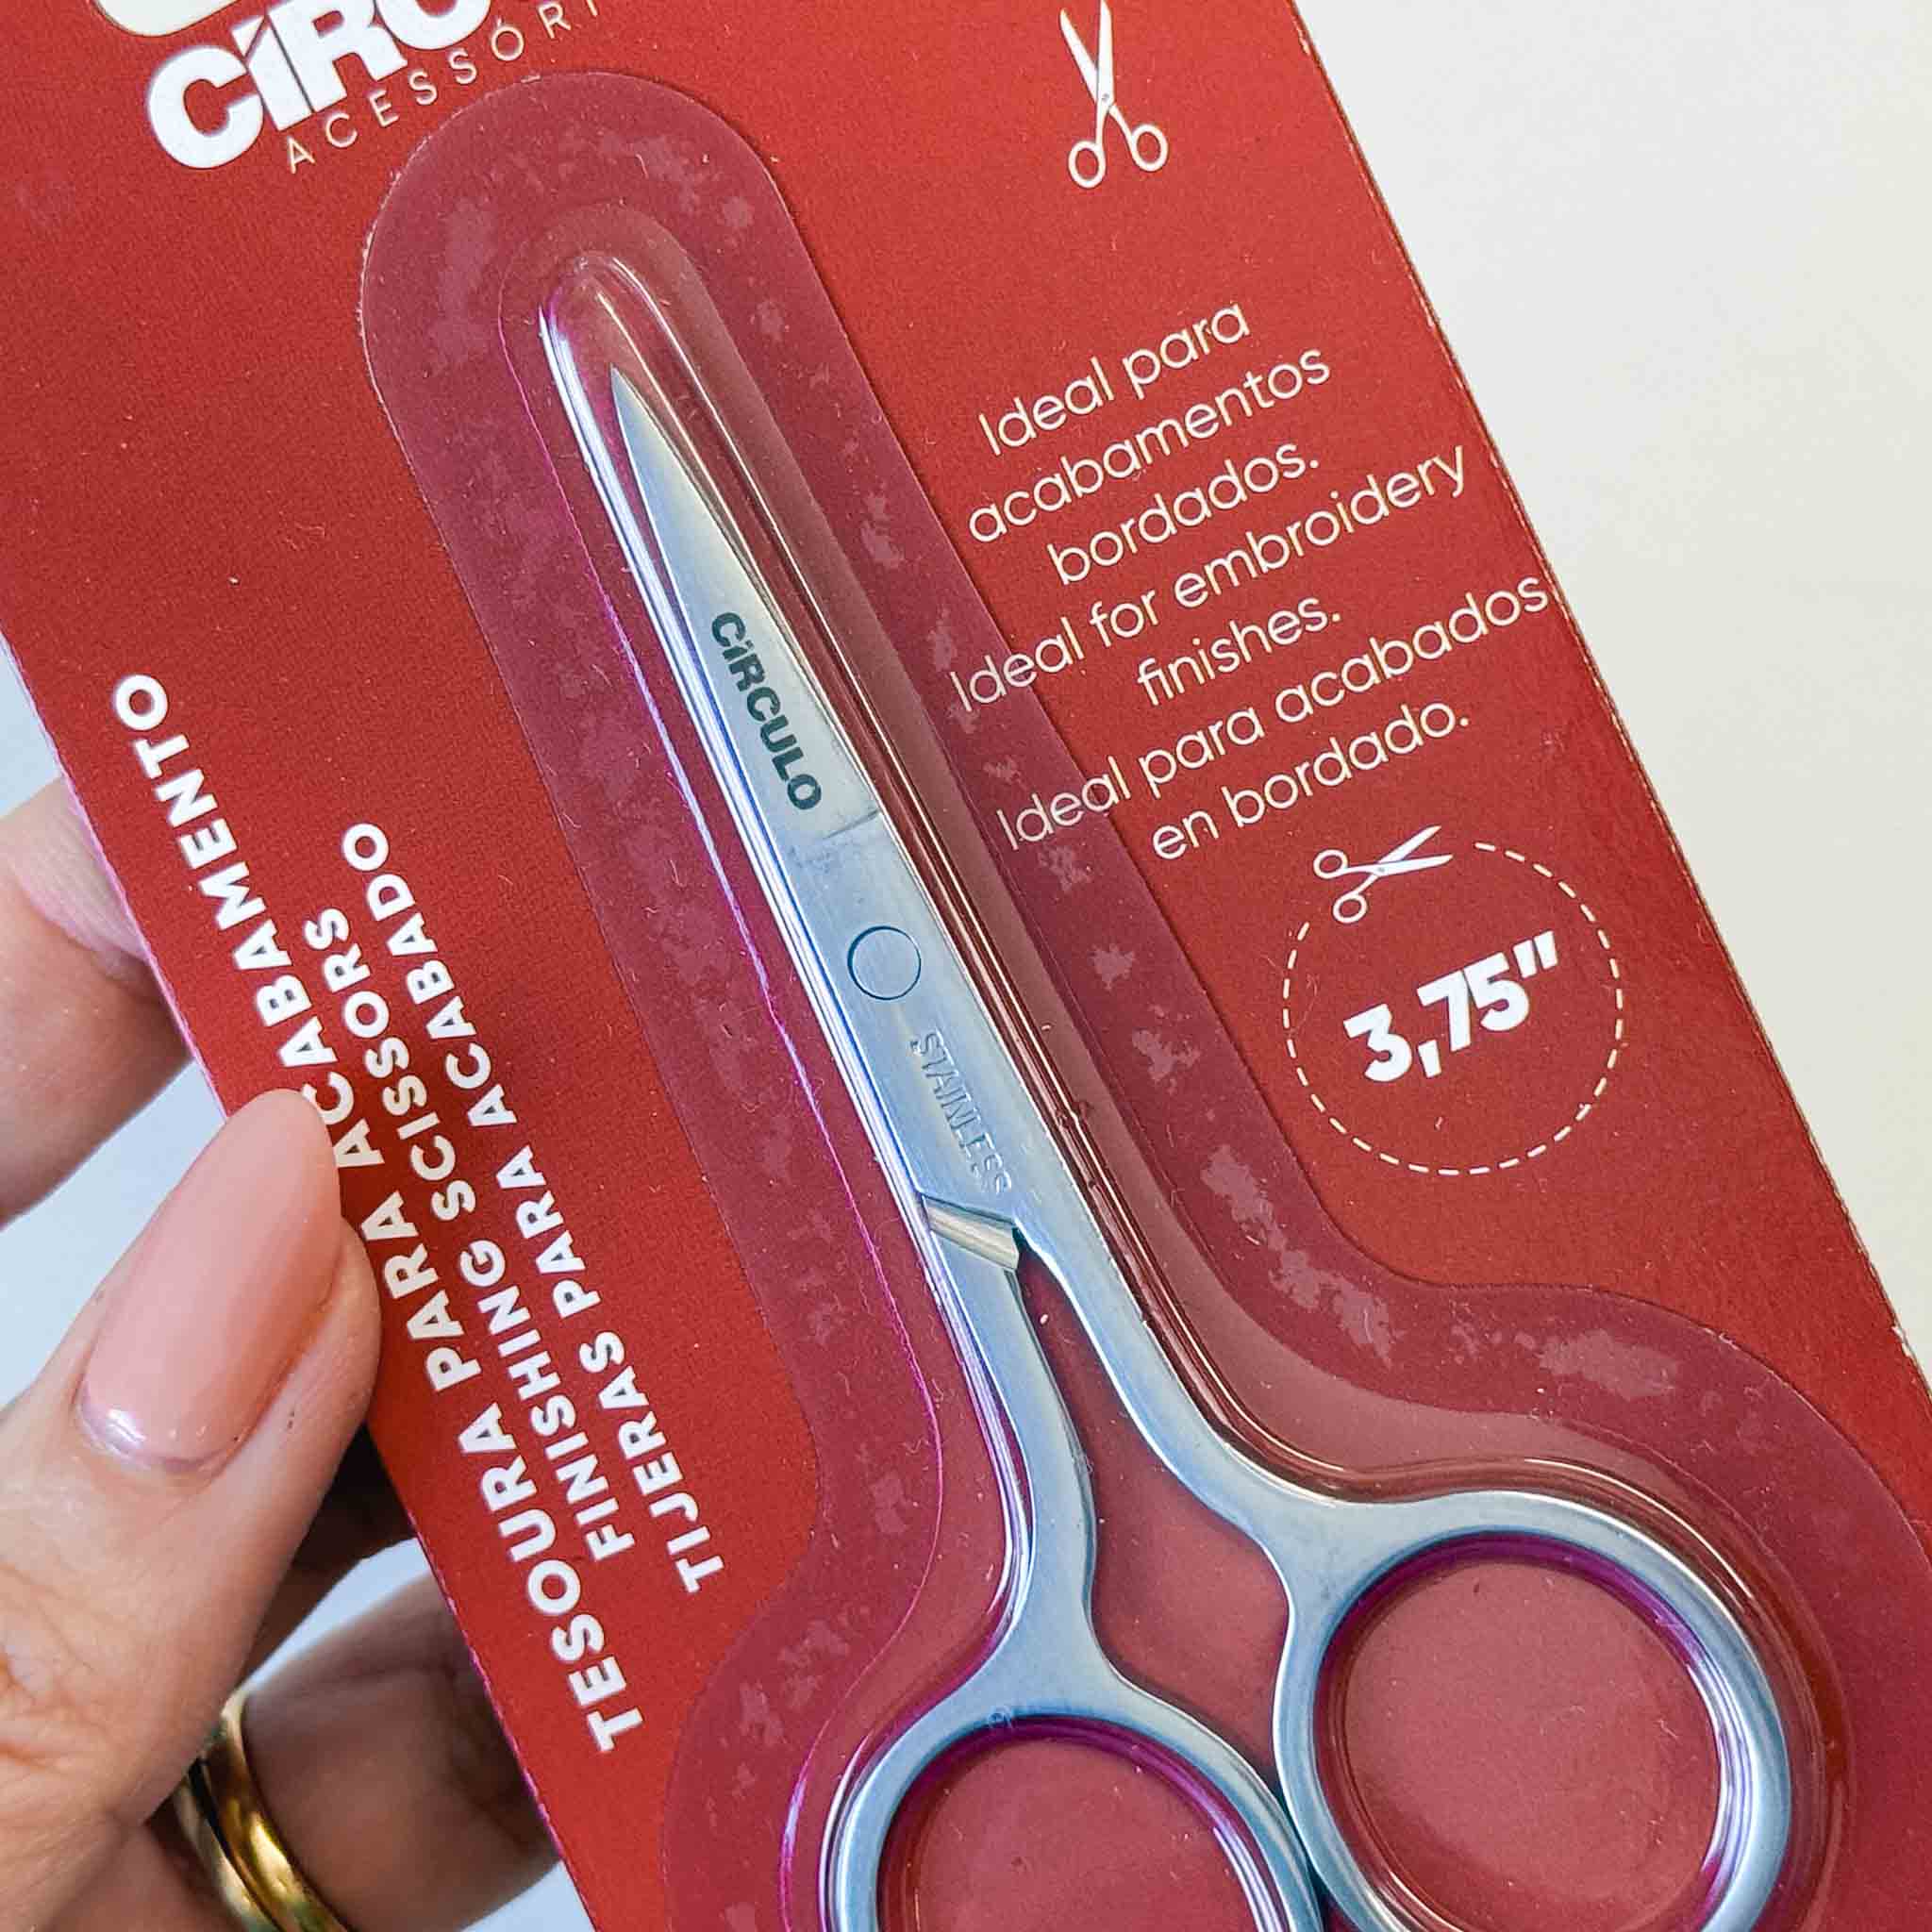 CÍRC
ACESSÓRI
Ideal para
acabamentos
bordados.
Ideal for embroidery
finishes.
Ideal para acabados
en bordado.
3,75"
CÍRCULO
STAINLESS
TESOURA PARA ACABAMENTO
FINISHING SCISSORS
TIJERAS PARA ACABADO